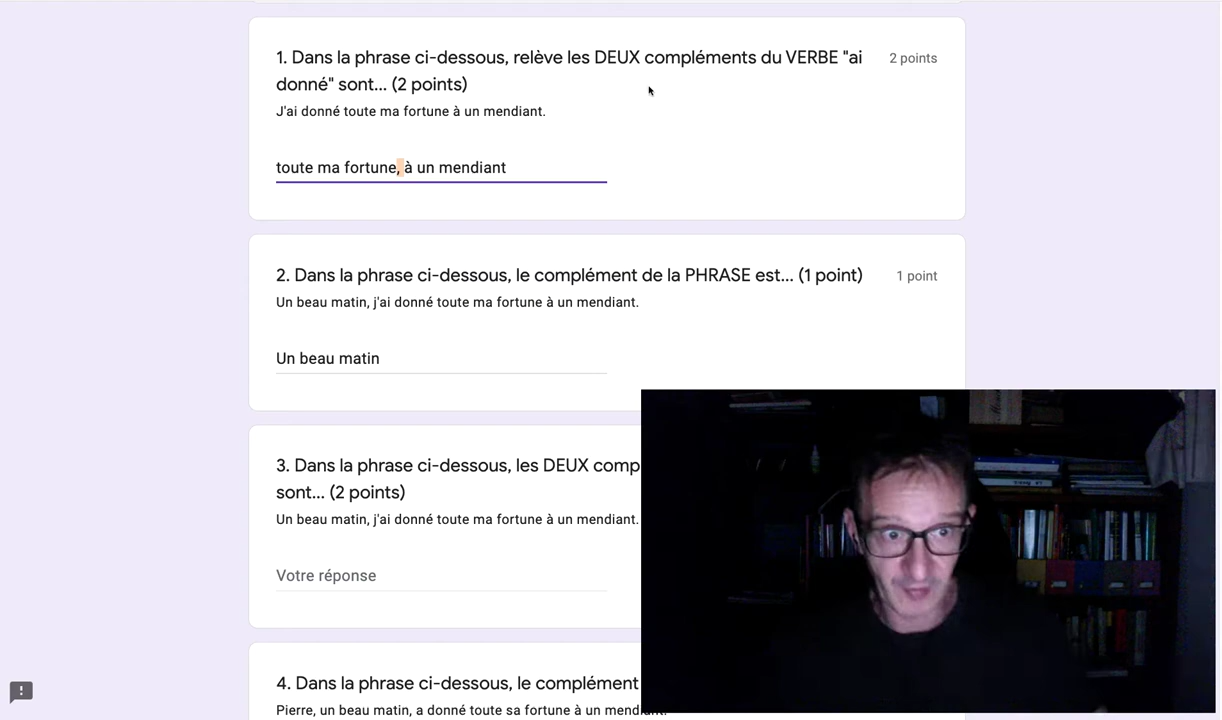 1. Dans la phrase ci-dessous, relève les DEUX compléments du VERBE "ai
donné" sont... (2 points)
2 points
J'ai donné toute ma fortune à un mendiant.
toute ma fortune, à un mendiant
2. Dans la phrase ci-dessous, le complément de la PHRASE est... (1 point)
1 point
Un beau matin, j'ai donné toute ma fortune à un mendiant.
Un beau matin
3. Dans la phrase ci-dessous, les DEUX comp
sont... (2 points)
Un beau matin, j'ai donné toute ma fortune à un mendiant.
Votre réponse
4. Dans la phrase ci-dessous, le complément
Pierre, un beau matin, a donné toute sa fortune à un mendiant.